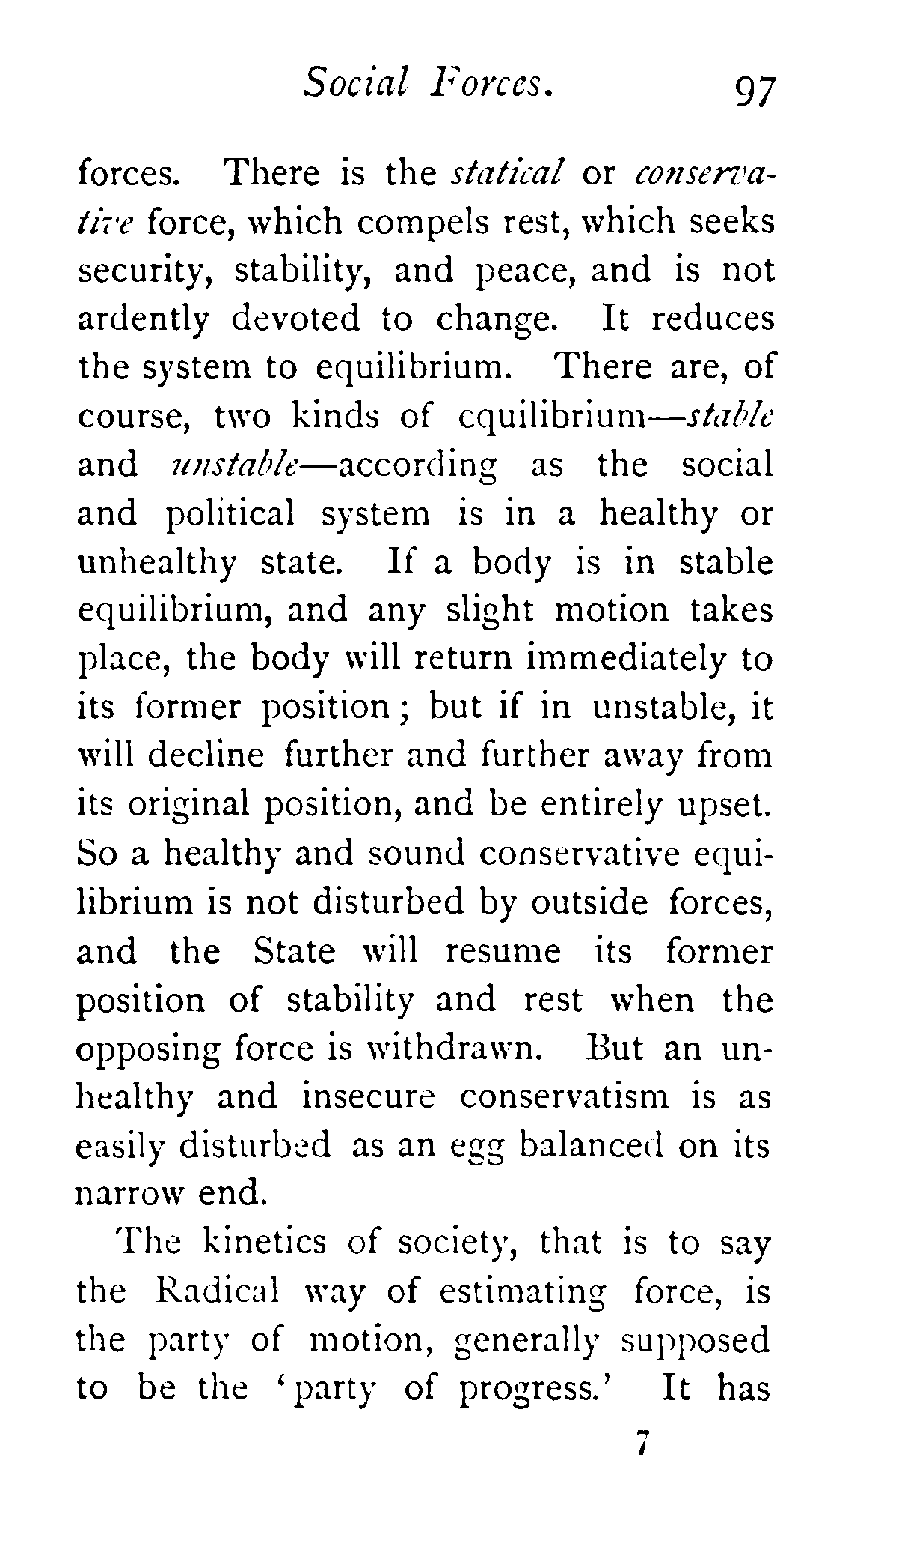 Social Forces. 97
forces. There is the statical or conserva-
tive force, which compels rest, which seeks
security, stability, and peace, and is not
ardently devoted to change. It reduces
the system to equilibrium. There are, of
course, two kinds of equilibrium—stable
and unstable—according as the social
and political system is in a healthy or
unhealthy state. If a body is in stable
equilibrium, and any slight motion takes
place, the body will return immediately to
its former position; but if in unstable, it
will decline further and further away from
its original position, and be entirely upset.
So a healthy and sound conservative equi-
librium is not disturbed by outside forces,
and the State will resume its former
position of stability and rest when the
opposing force is withdrawn. But an un-
healthy and insecure conservatism is as
easily disturbed as an egg balanced on its
narrow end.
The kinetics of society, that is to say
the Radical way of estimating force, is
the party of motion, generally supposed
to be the ‘party of progress.’ It has
7